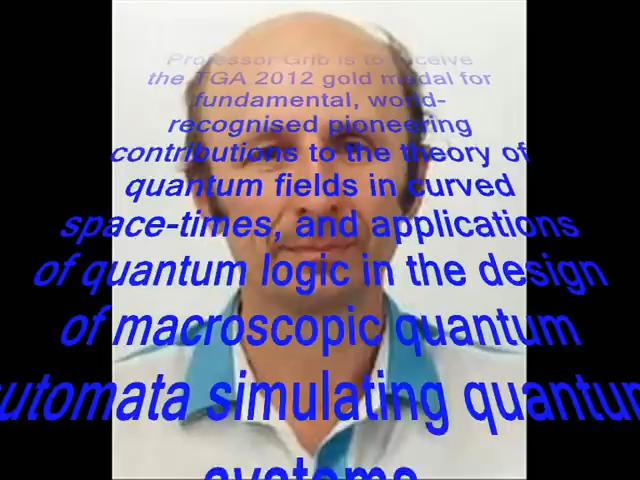 Professor Grib is to receive
the TGA 2012 gold medal for
fundamental, world-
recognised pioneering
contributions to the theory of
quantum fields in curved
space-times, and applications
of quantum logic in the design
of macroscopic quantum
automata simulating quantum
systems